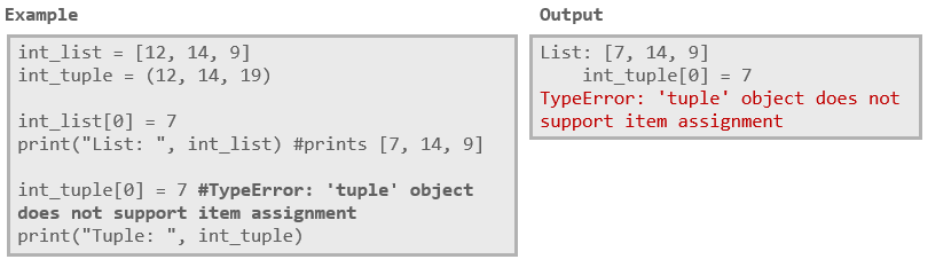 Example
int_list = [12, 14, 9]
int_tuple = (12, 14, 19)
int_list[0] = 7
print("List: ", int_list) #prints [7, 14, 9]
int_tuple[0] = 7 #TypeError: 'tuple' object
does not support item assignment
print("Tuple: ", int_tuple)
Output
List: [7, 14, 9]
    int_tuple[0] = 7
TypeError: 'tuple' object does not
support item assignment